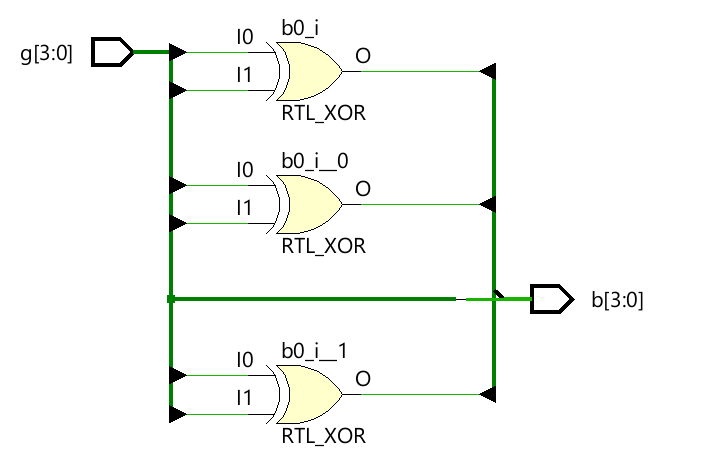 b0_i
I0
O
g[3:0]
I1
RTL_XOR
b0_i__0
I0
O
I1
RTL_XOR
b[3:0]
b0_i__1
I0
O
I1
RTL_XOR